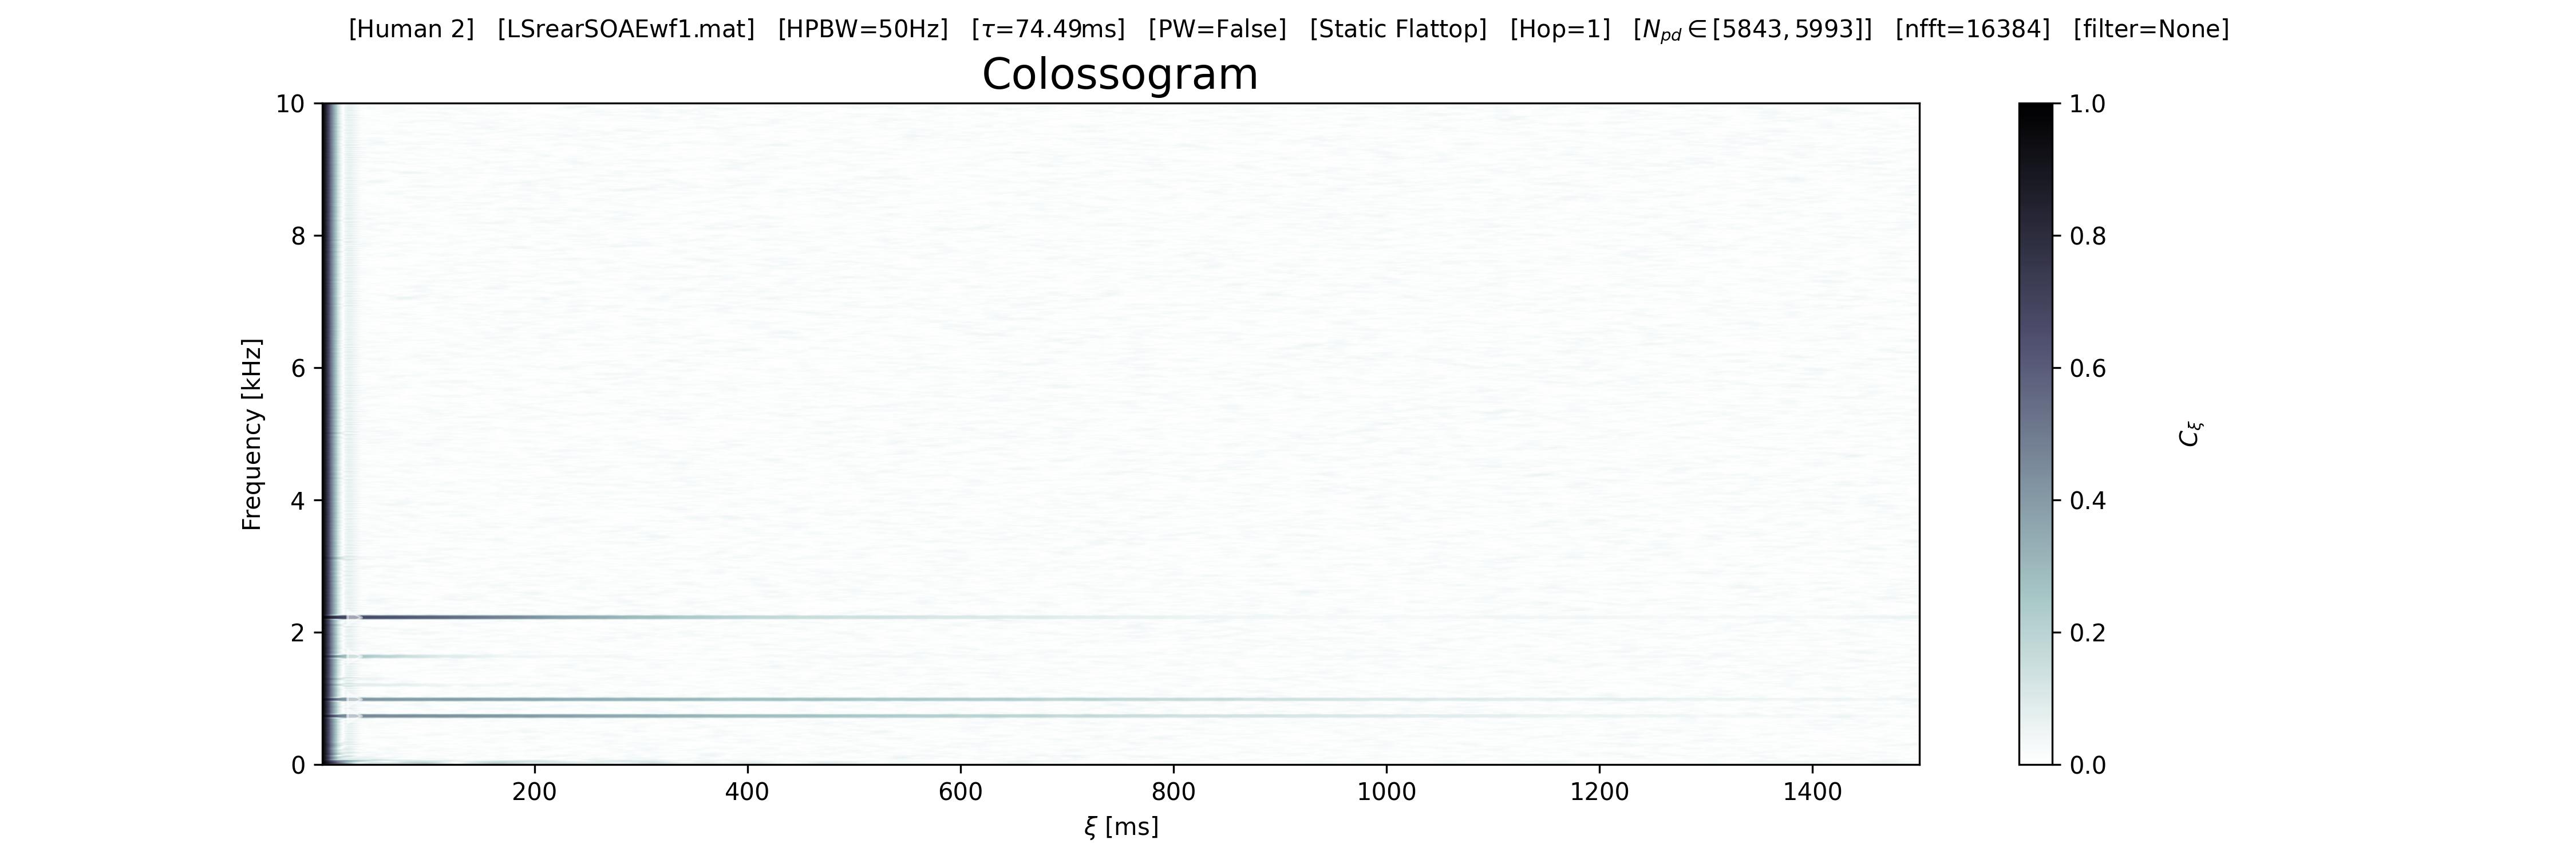 [Human 2] [LSrearSOAEwf1.mat] [HPBW=50Hz] [τ=74.49ms] [PW=False] [Static Flattop] [Hop=1] [N_pd ∈ [5843, 5993]] [nfft=16384] [filter=None]
Colossogram
10
8
6
4
2
0
Frequency [kHz]
200 400 600 800 1000 1200 1400
ξ [ms]
1.0
0.8
0.6
0.4
0.2
0.0
C_ξ